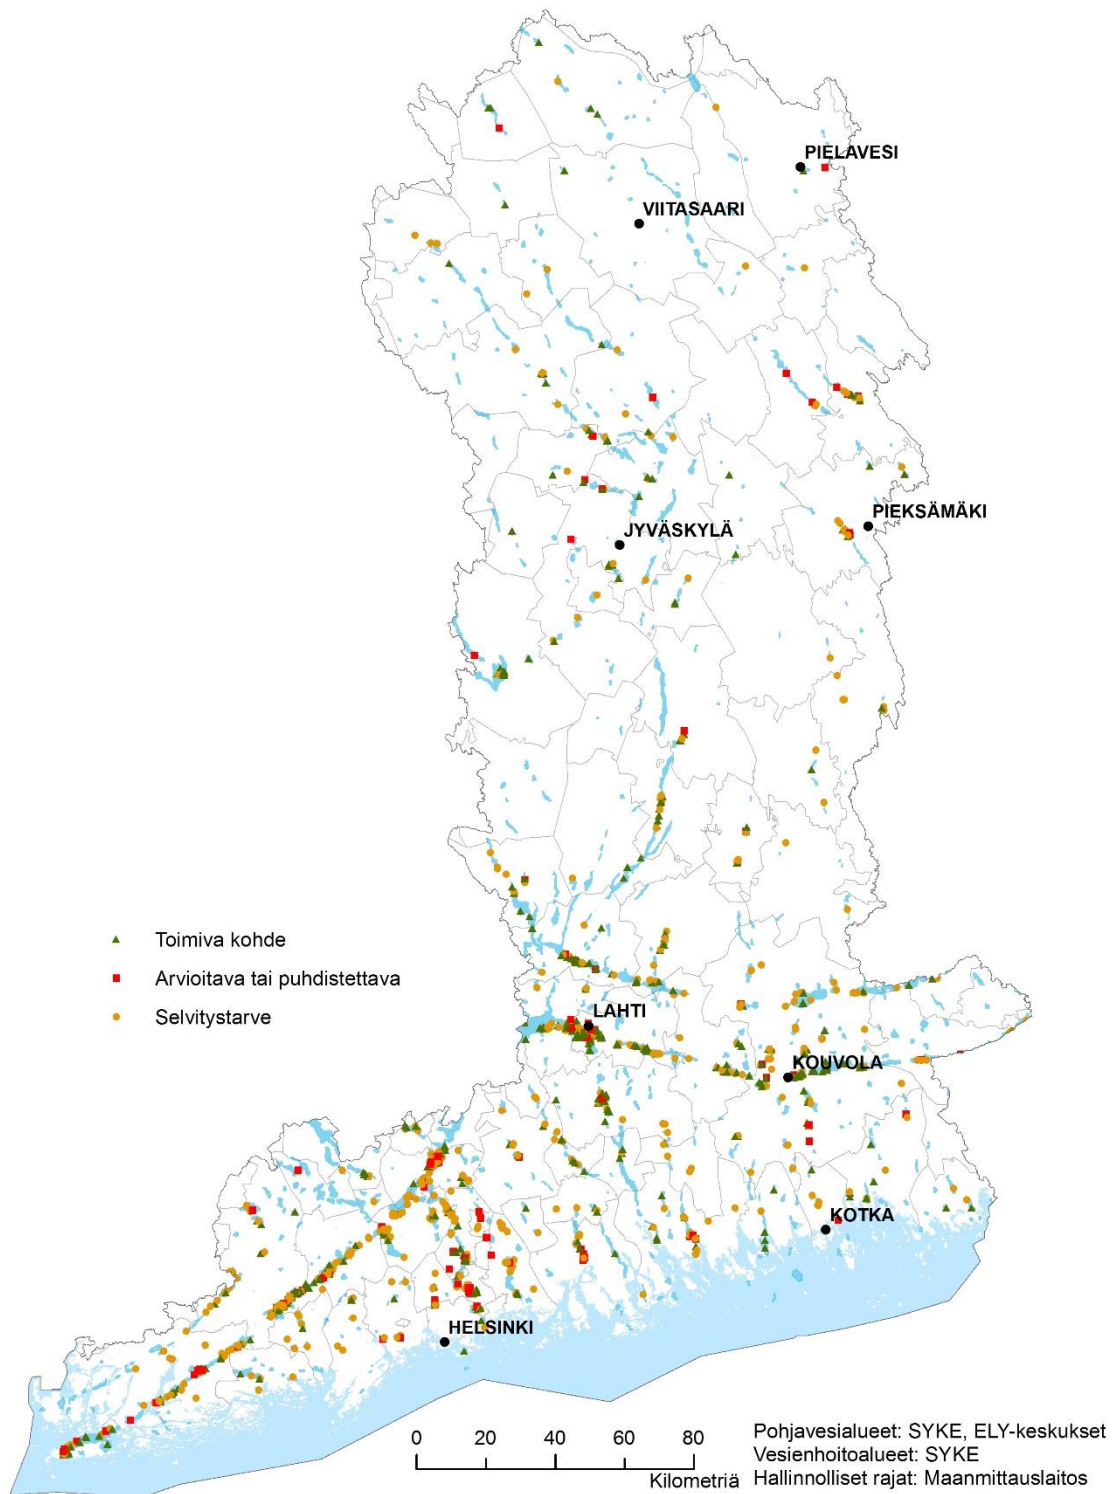 PIELAVESI
VIITASAARI
PIEKSÄMÄKI
JYVÄSKYLÄ
Toimiva kohde
Arvioitava tai puhdistettava
Selvitystarve
LAHTI
KOUVOLA
KOTKA
HELSINKI
0 20 40 60 80
Kilometriä
Pohjavesialueet: SYKE, ELY-keskukset
Vesienhoitoalueet: SYKE
Hallinnolliset rajat: Maanmittauslaitos